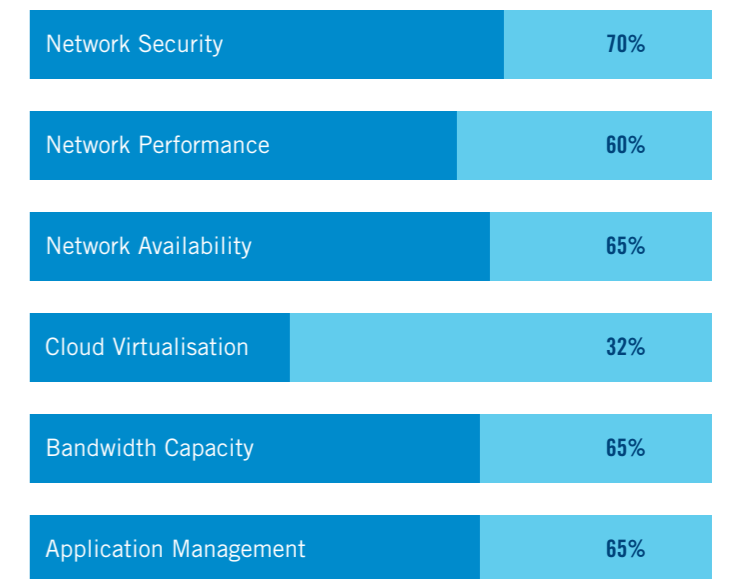 Network Security 70%
Network Performance 60%
Network Availability 65%
Cloud Virtualisation 32%
Bandwidth Capacity 65%
Application Management 65%